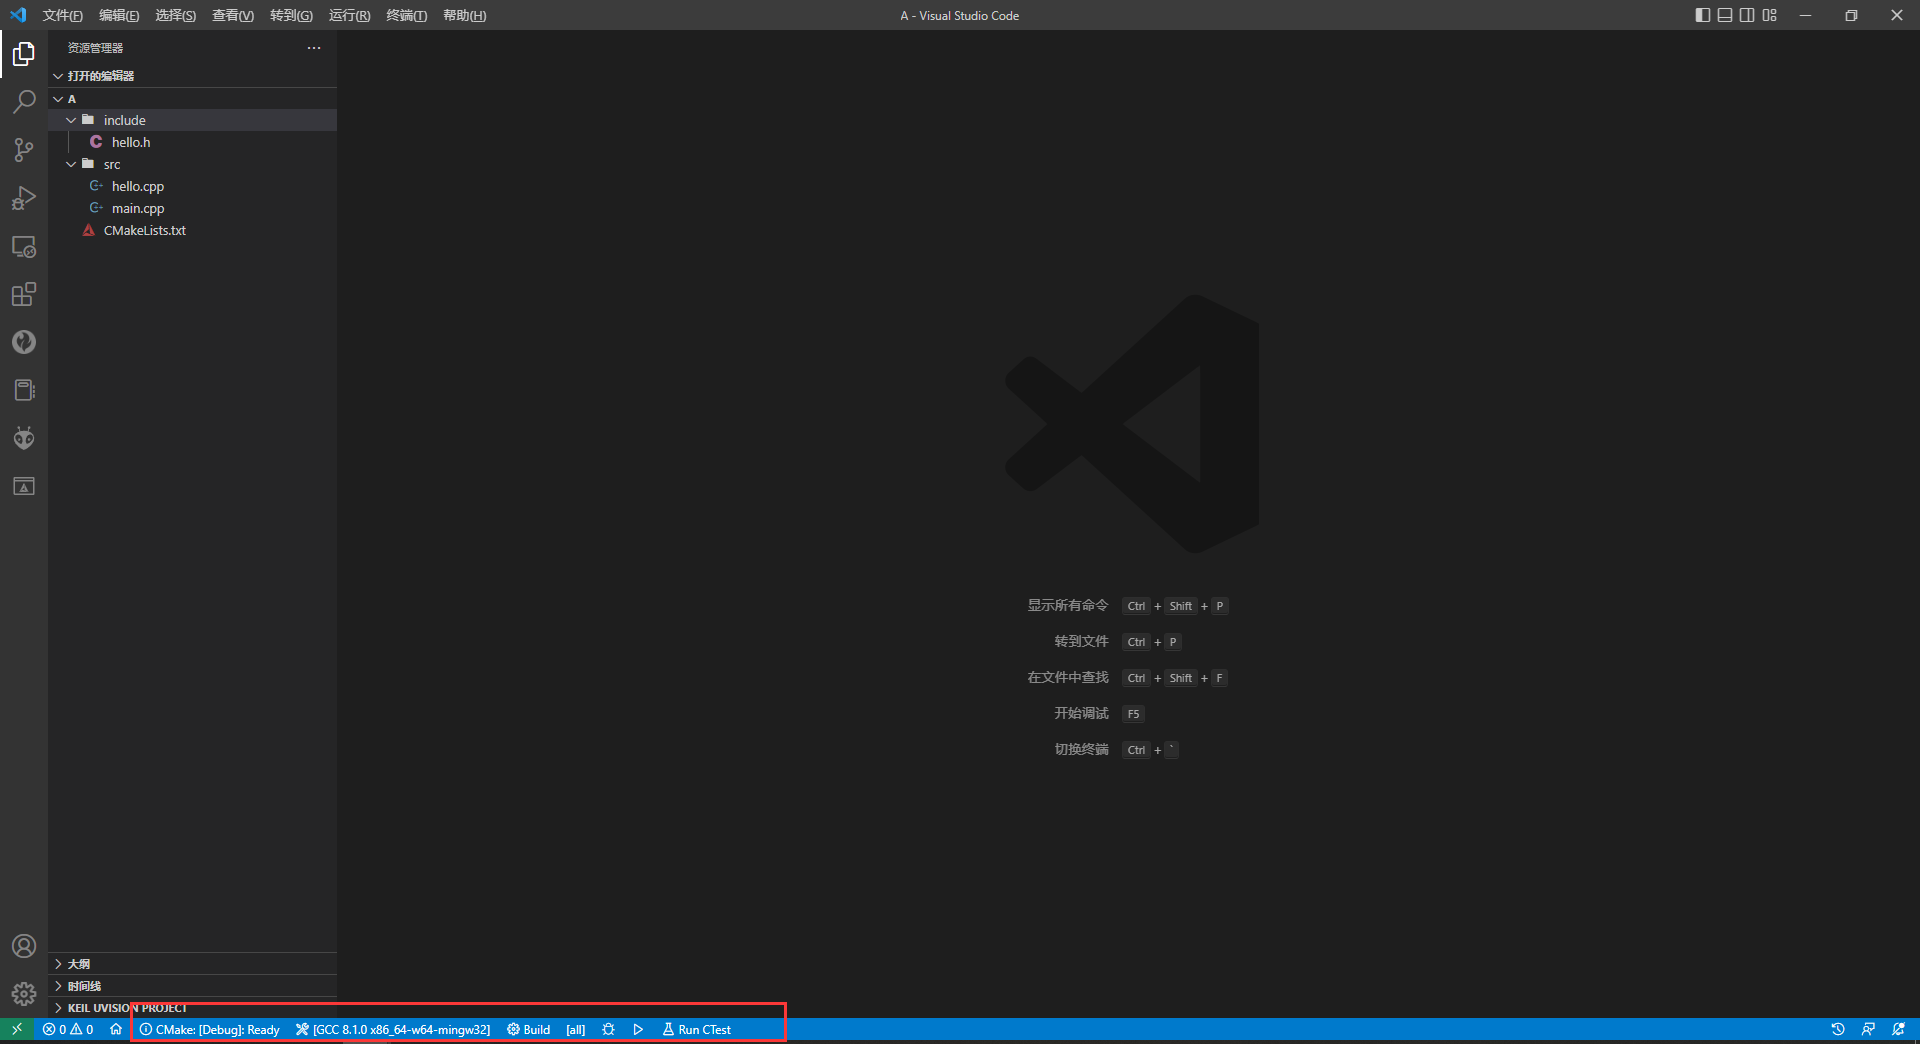 文件(F) 编辑(E) 选择(S) 查看(V) 转到(G) 运行(R) 终端(T) 帮助(H) A - Visual Studio Code
资源管理器 ...
打开的编辑器
A
include
C hello.h
src
C+ hello.cpp
C+ main.cpp
CMakeLists.txt
显示所有命令 Ctrl + Shift + P
转到文件 Ctrl + P
在文件中查找 Ctrl + Shift + F
开始调试 F5
切换终端 Ctrl + `
大纲
时间线
KEIL UVISION PROJECT
0 0 CMake: [Debug]: Ready [GCC 8.1.0 x86_64-w64-mingw32] Build [all] Run CTest